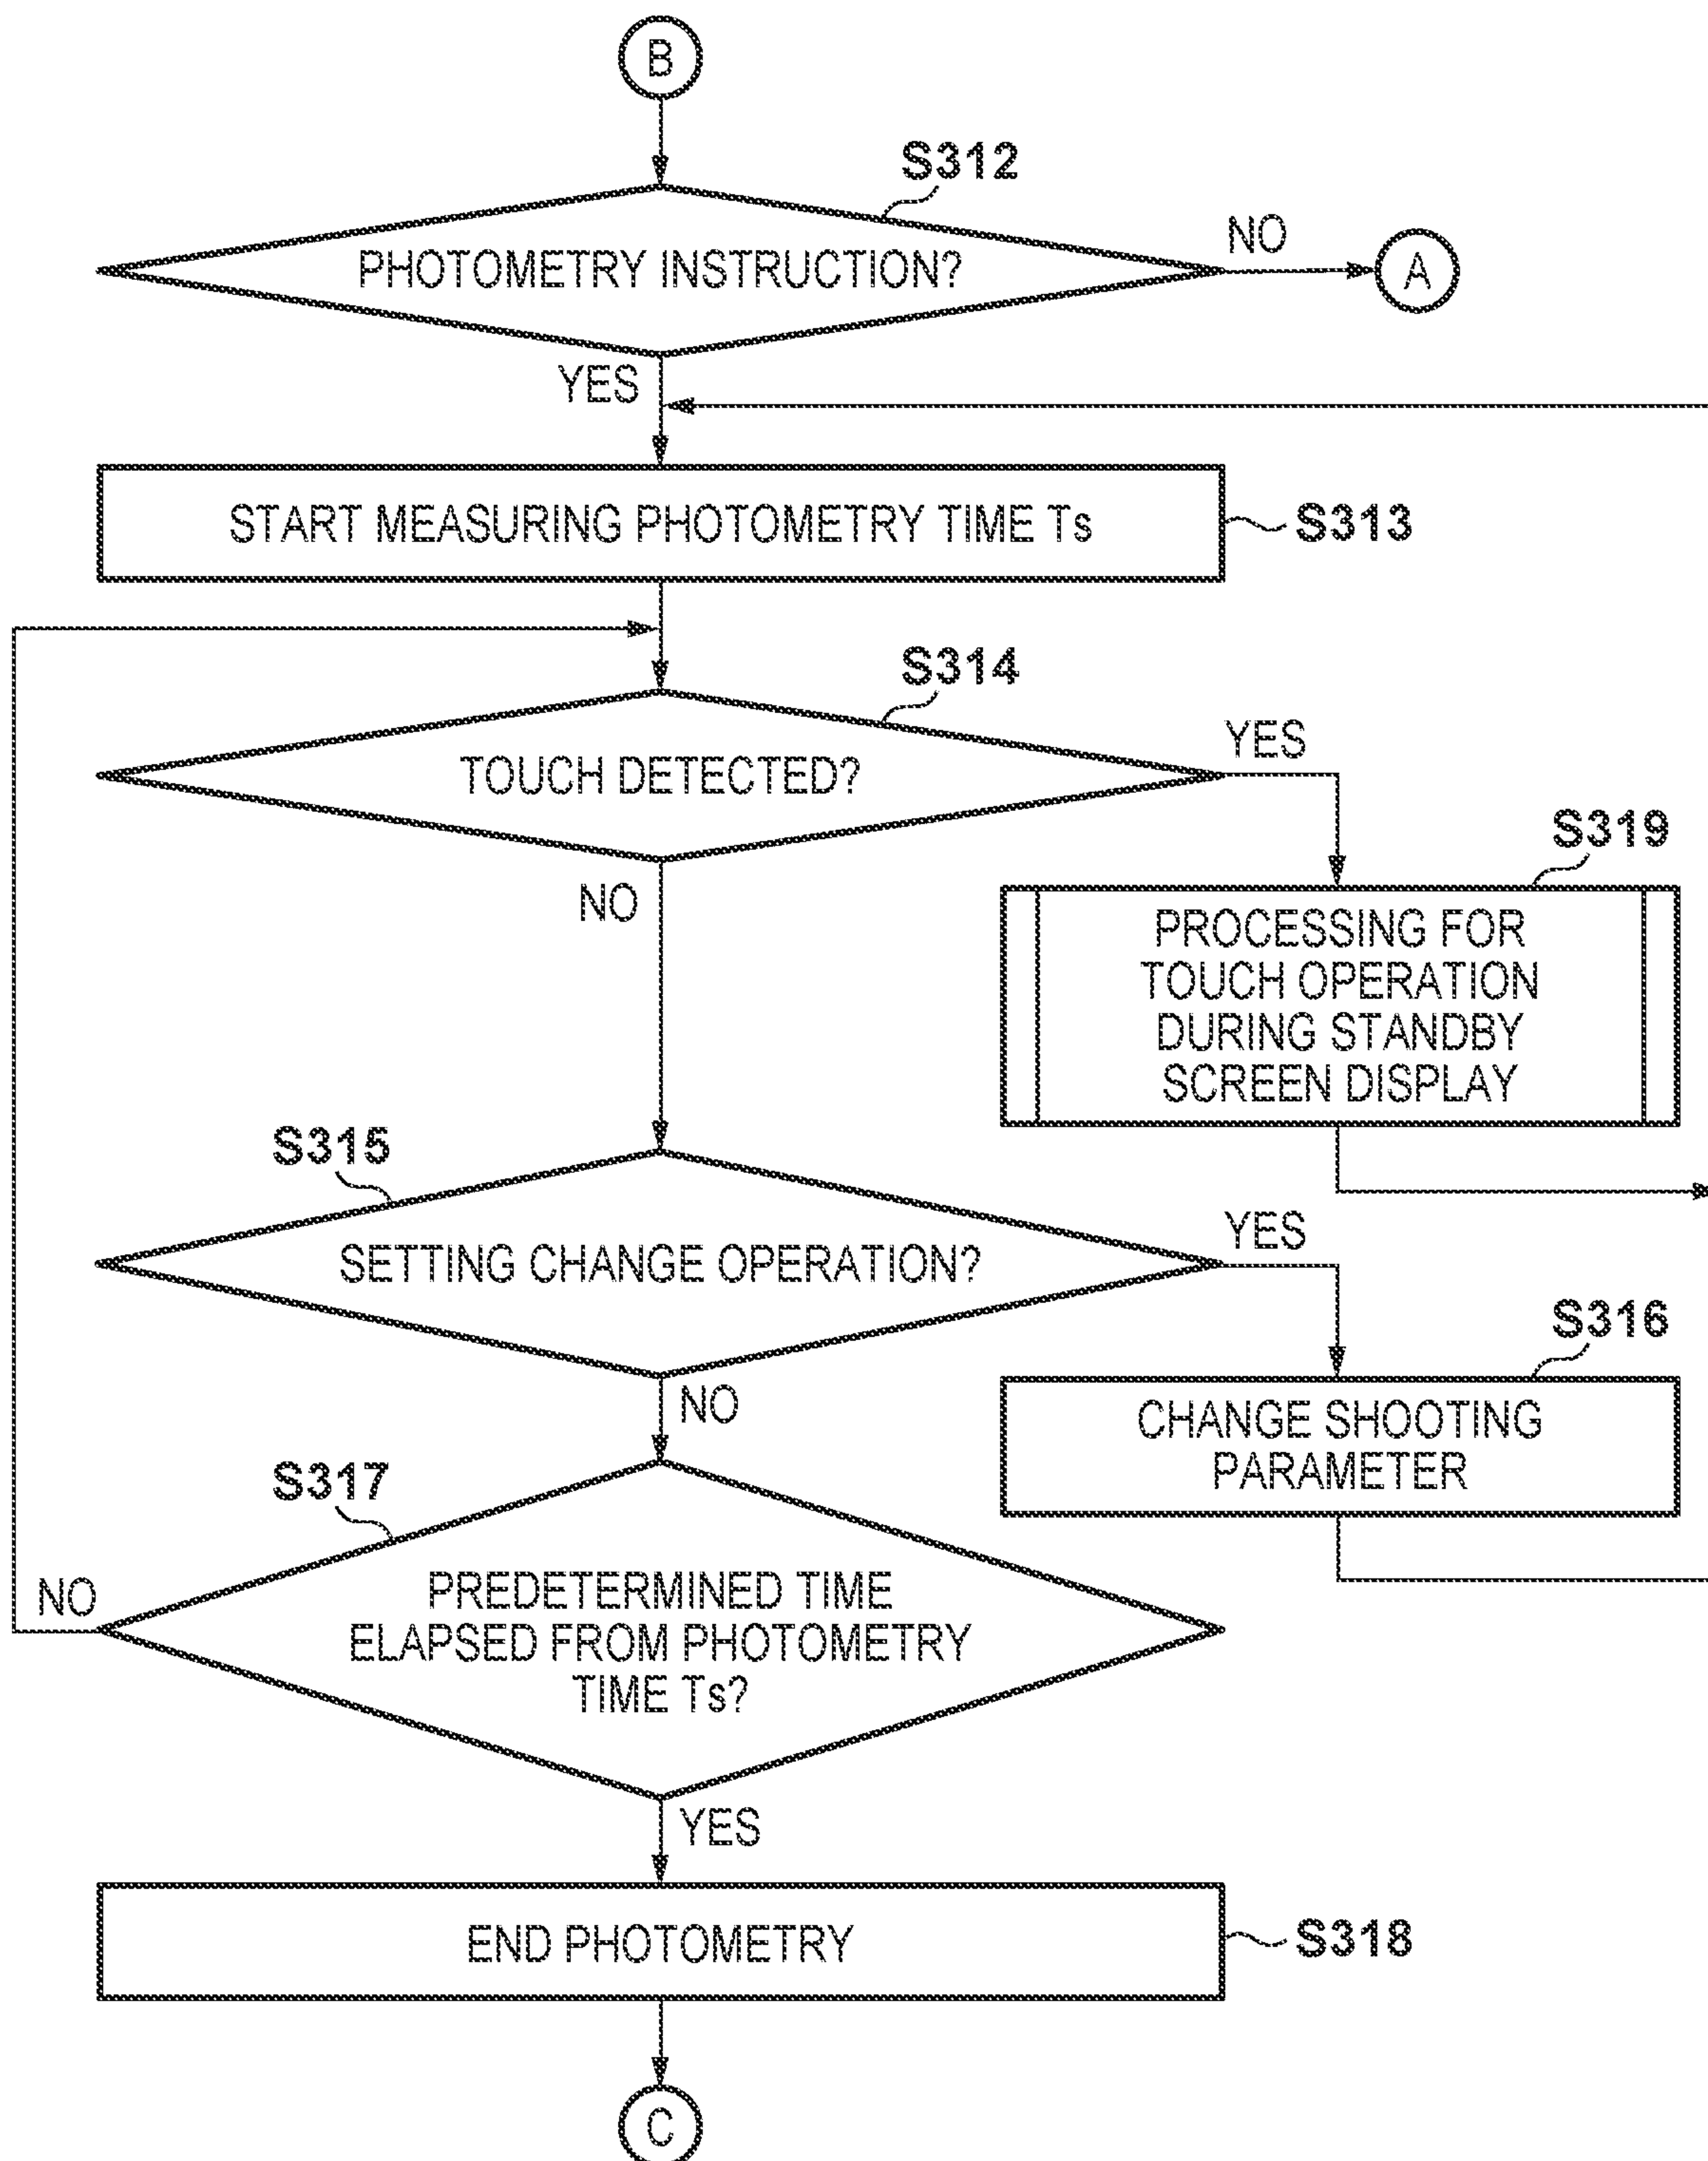 B
S312
PHOTOMETRY INSTRUCTION?
NO
A
YES
START MEASURING PHOTOMETRY TIME Ts
S313
S314
TOUCH DETECTED?
YES
NO
S319
PROCESSING FOR
TOUCH OPERATION
DURING STANDBY
SCREEN DISPLAY
S315
SETTING CHANGE OPERATION?
YES
NO
S316
CHANGE SHOOTING
PARAMETER
S317
PREDETERMINED TIME
ELAPSED FROM PHOTOMETRY
TIME Ts?
NO
YES
END PHOTOMETRY
S318
C